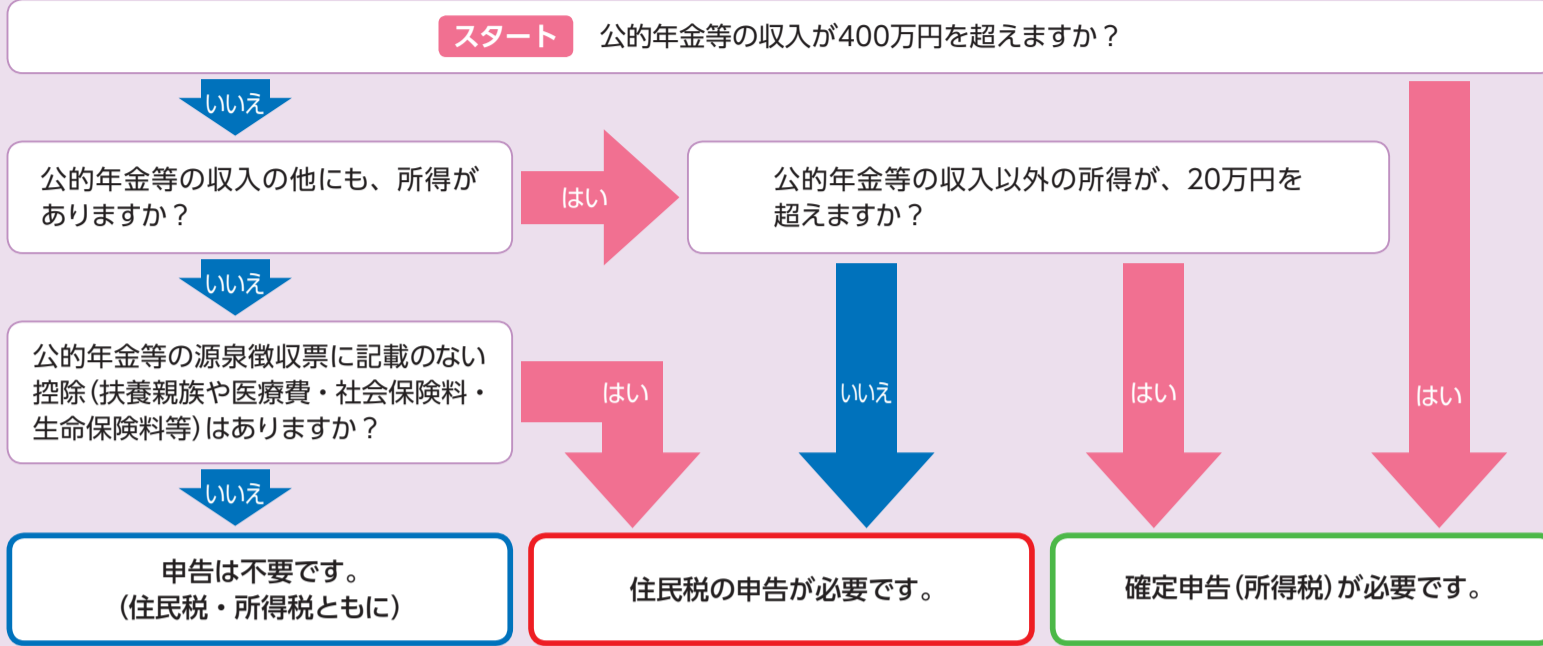 スタート 公的年金等の収入が400万円を超えますか？
いいえ
公的年金等の収入の他にも、所得が
ありますか？
はい
公的年金等の収入以外の所得が、20万円を
超えますか？
いいえ
公的年金等の源泉徴収票に記載のない
控除（扶養親族や医療費・社会保険料・
生命保険料等）はありますか？
はい
いいえ
はい
はい
いいえ
申告は不要です。
（住民税・所得税ともに）
住民税の申告が必要です。
確定申告（所得税）が必要です。